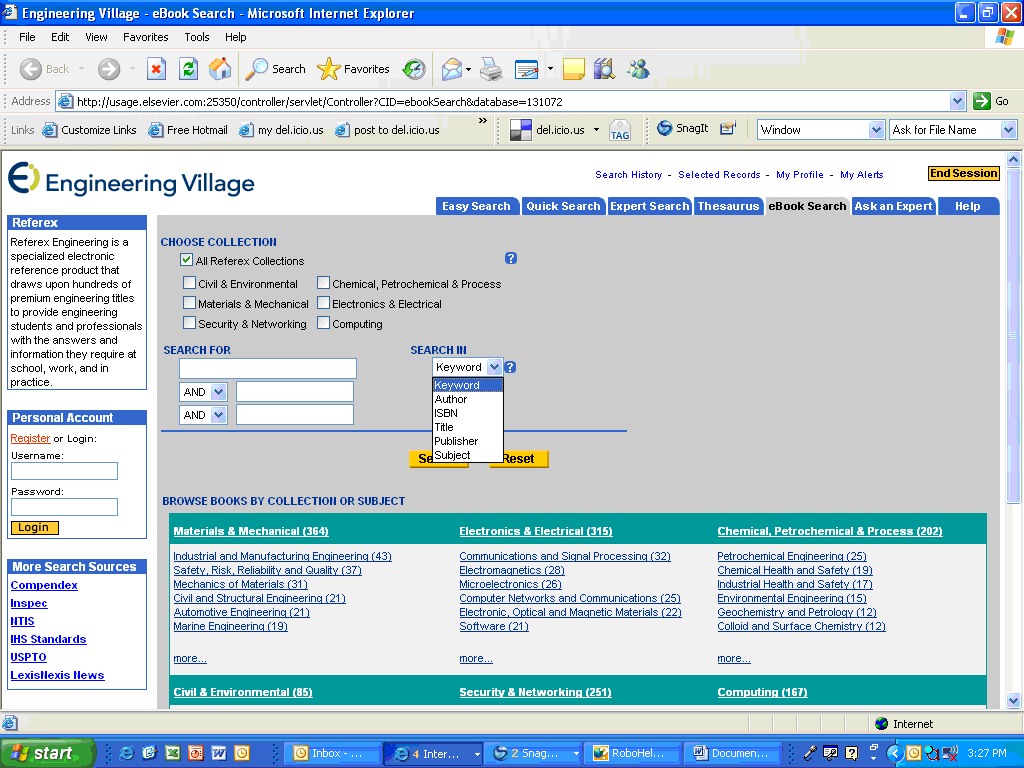 Engineering Village - eBook Search - Microsoft Internet Explorer
File Edit View Favorites Tools Help
Back Search Favorites
Address http://usage.elsevier.com:25350/controller/servlet/Controller?CID=ebookSearch&database=131072 Go
Links Customize Links Free Hotmail my del.icio.us post to del.icio.us » del.icio.us TAG SnagIt Window Ask for File Name
Engineering Village
Search History - Selected Records - My Profile - My Alerts End Session
Easy Search Quick Search Expert Search Thesaurus eBook Search Ask an Expert Help
Referex
Referex Engineering is a
specialized electronic
reference product that
draws upon hundreds of
premium engineering titles
to provide engineering
students and professionals
with the answers and
information they require at
school, work, and in
practice.
Personal Account
Register or Login:
Username:
Password:
Login
More Search Sources
Compendex
Inspec
NTIS
IHS Standards
USPTO
LexisNexis News
CHOOSE COLLECTION
All Referex Collections ?
Civil & Environmental Chemical, Petrochemical & Process
Materials & Mechanical Electronics & Electrical
Security & Networking Computing
SEARCH FOR SEARCH IN
Keyword ?
AND
AND
Keyword
Author
ISBN
Title
Publisher
Subject
Se Reset
BROWSE BOOKS BY COLLECTION OR SUBJECT
Materials & Mechanical (364) Electronics & Electrical (315) Chemical, Petrochemical & Process (202)
Industrial and Manufacturing Engineering (43) Communications and Signal Processing (32) Petrochemical Engineering (25)
Safety, Risk, Reliability and Quality (37) Electromagnetics (28) Chemical Health and Safety (19)
Mechanics of Materials (31) Microelectronics (26) Industrial Health and Safety (17)
Civil and Structural Engineering (21) Computer Networks and Communications (25) Environmental Engineering (15)
Automotive Engineering (21) Electronic, Optical and Magnetic Materials (22) Geochemistry and Petrology (12)
Marine Engineering (19) Software (21) Colloid and Surface Chemistry (12)
more... more... more...
Civil & Environmental (85) Security & Networking (251) Computing (167)
Internet
start Inbox - ... 4 Inter... 2 Snag... RoboHel... Documen... 3:27 PM